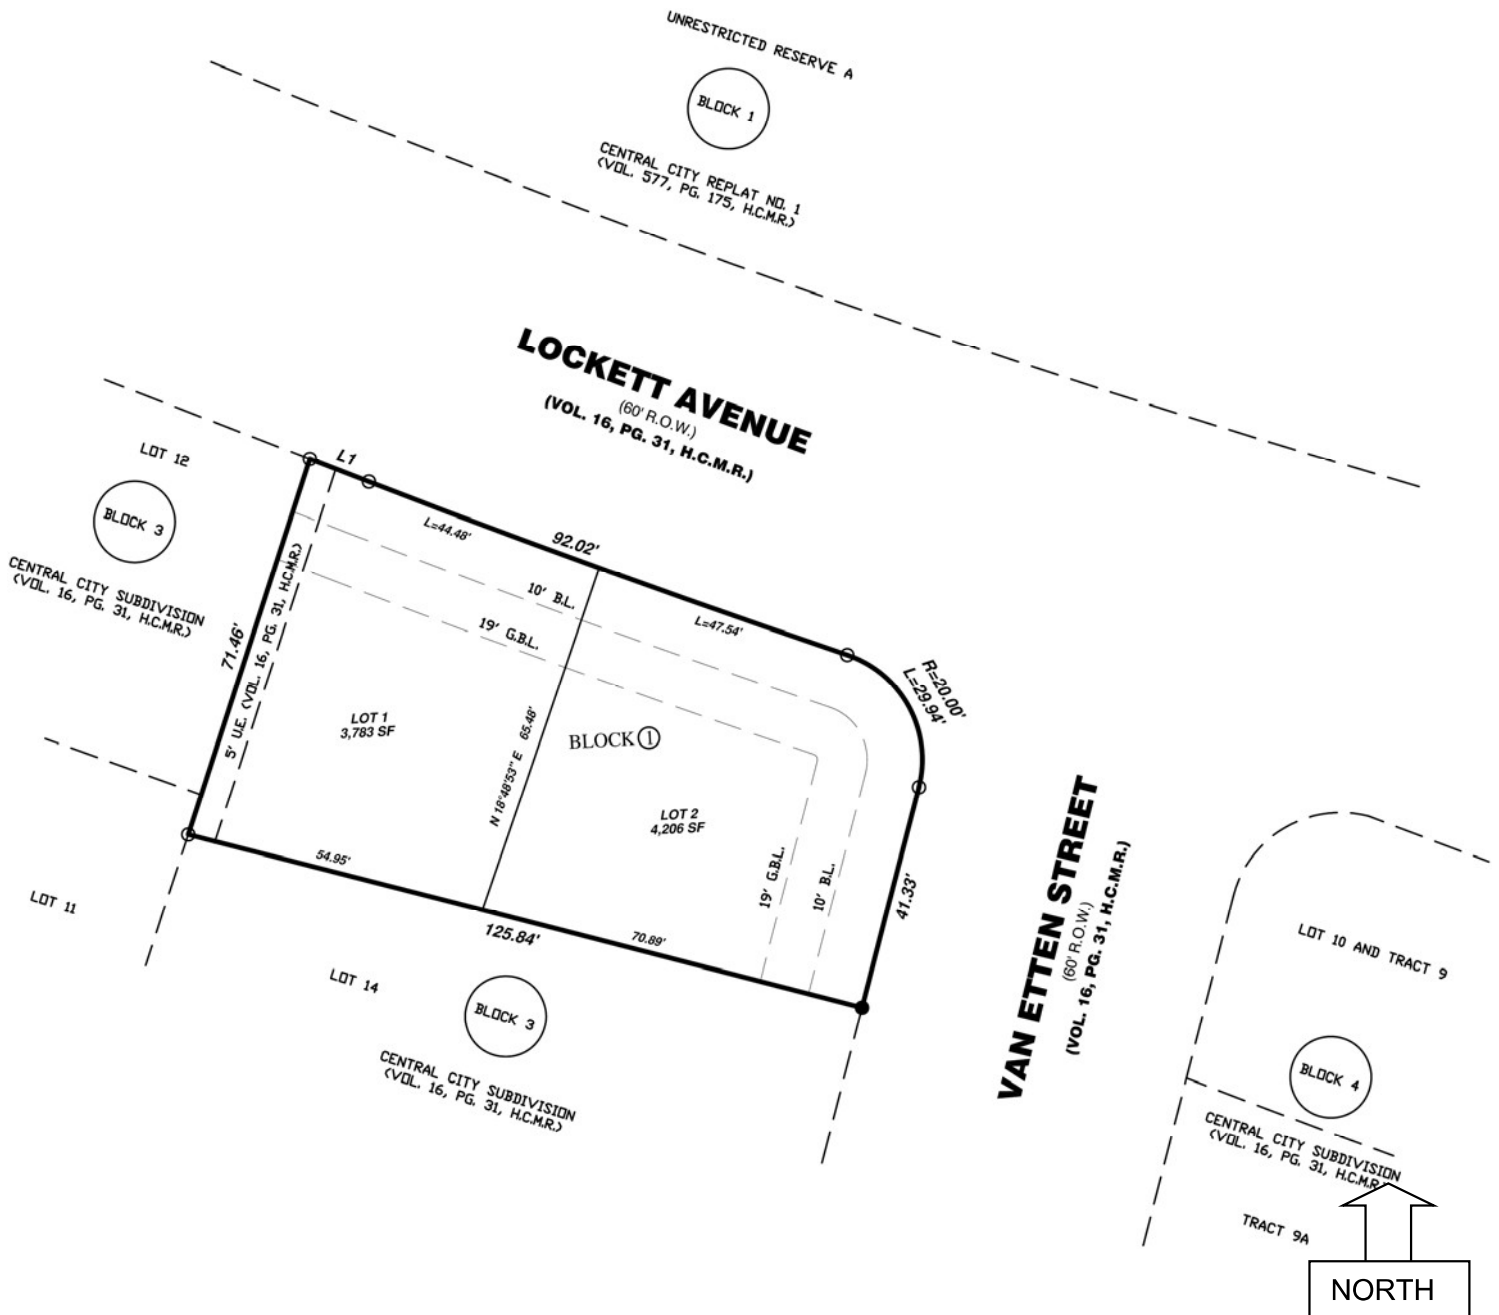 UNRESTRICTED RESERVE A
BLOCK 1
CENTRAL CITY REPLAT NO. 1
(VOL. 577, PG. 175, H.C.M.R.)
LOCKETT AVENUE
(60' R.O.W.)
(VOL. 16, PG. 31, H.C.M.R.)
LOT 12
BLOCK 3
CENTRAL CITY SUBDIVISION
(VOL. 16, PG. 31, H.C.M.R.)
L1
L=44.48'
92.02'
10' B.L.
19' G.B.L.
L=47.54'
R=20.00'
L=29.94'
71.46'
5' U.E. (VOL. 16, PG. 31, H.C.M.R.)
LOT 1
3,783 SF
N 18°48'53" E 65.48'
BLOCK 1
LOT 2
4,206 SF
19' G.B.L.
10' B.L.
41.33'
54.95'
125.84'
70.89'
LOT 11
LOT 14
BLOCK 3
CENTRAL CITY SUBDIVISION
(VOL. 16, PG. 31, H.C.M.R.)
VAN ETTEN STREET
(60' R.O.W.)
(VOL. 16, PG. 31, H.C.M.R.)
LOT 10 AND TRACT 9
BLOCK 4
CENTRAL CITY SUBDIVISION
(VOL. 16, PG. 31, H.C.M.R.)
TRACT 9A
NORTH